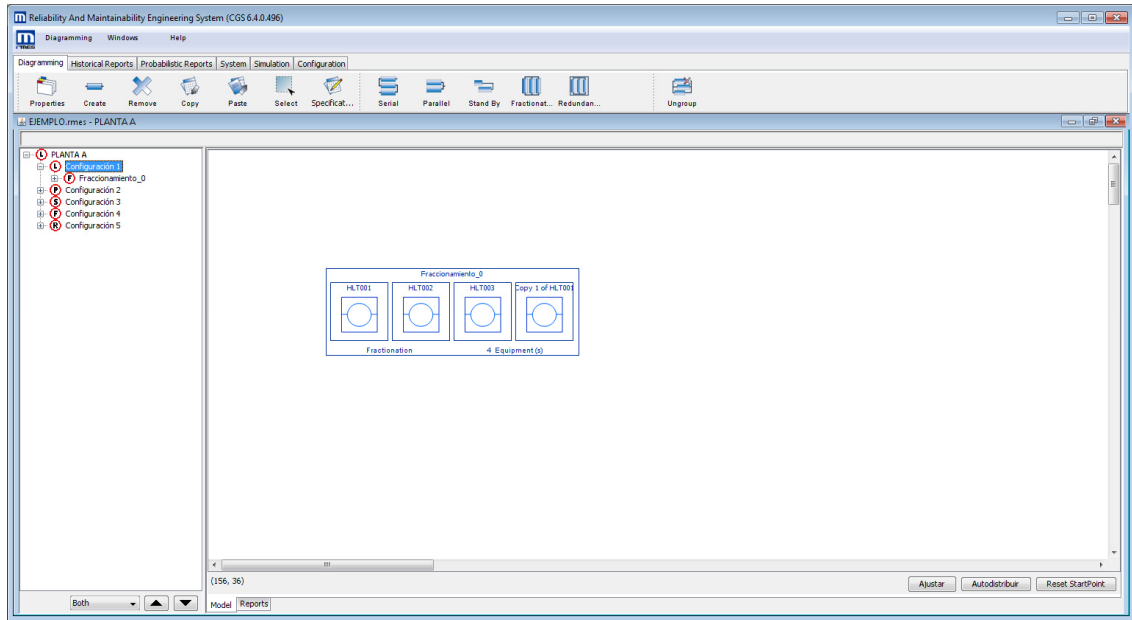 Reliability And Maintainability Engineering System (CGS 6.4.0.496)
Diagramming Windows Help
Diagramming Historical Reports Probabilistic Reports System Simulation Configuration
Properties Create Remove Copy Paste Select Specificat... Serial Parallel Stand By Fractionat... Redundan... Ungroup
EJEMPLO.rmes - PLANTA A
L PLANTA A
L Configuración 1
F Fraccionamiento_0
P Configuración 2
S Configuración 3
F Configuración 4
R Configuración 5
Fraccionamiento_0
HLT001 HLT002 HLT003 Copy 1 of HLT001
Fractionation 4 Equipment(s)
(156, 36)
Ajustar Autodistribuir Reset StartPoint
Both
Model Reports